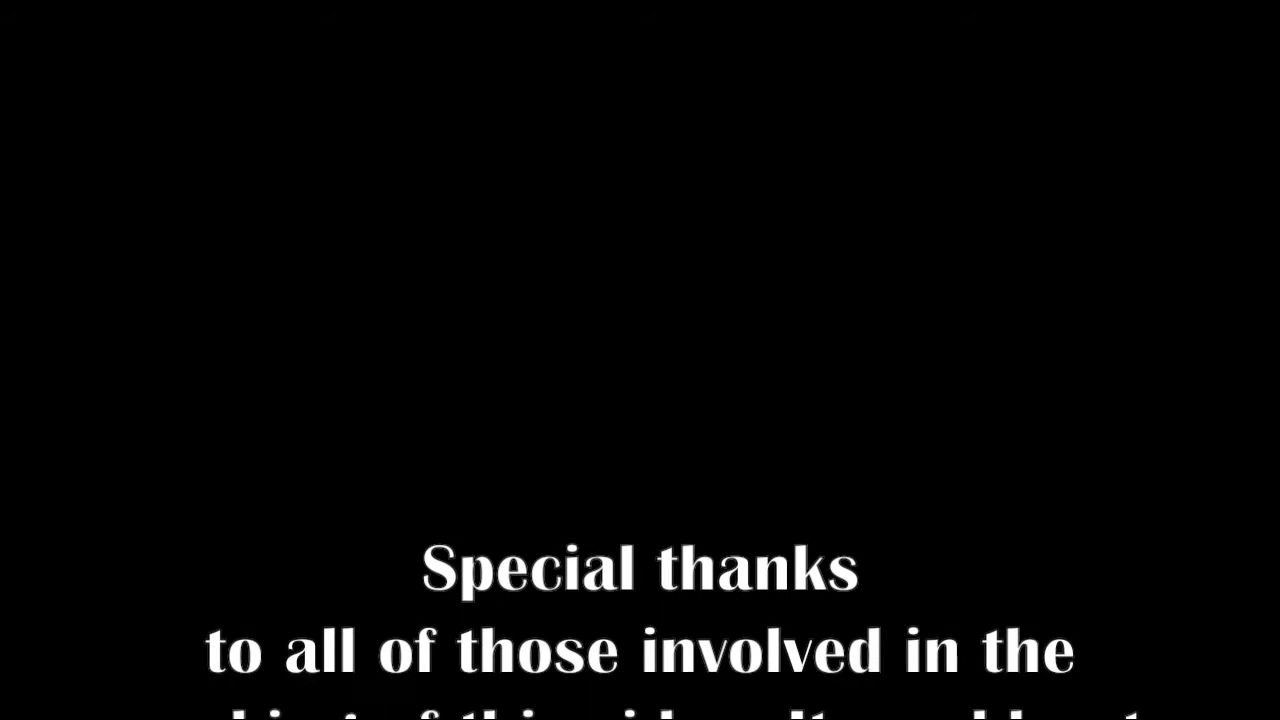 Special thanks
to all of those involved in the